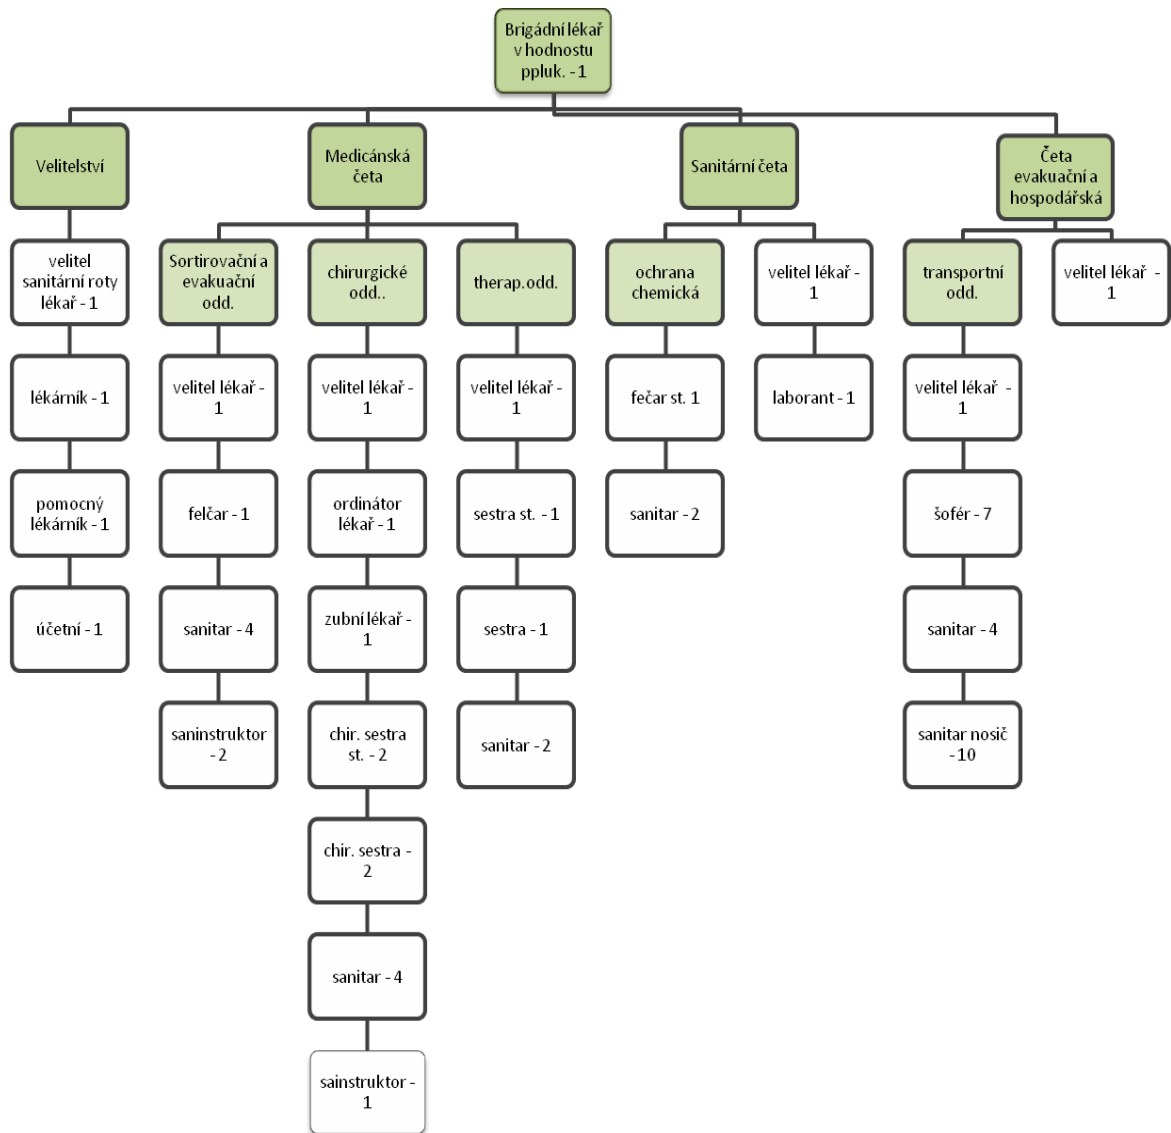 Brigádní lékař
v hodnostu
ppluk. - 1
Velitelství
Medicánská
četa
Sanitární četa
Četa
evakuační a
hospodářská
velitel
sanitární roty
lékař - 1
Sortirovační a
evakuační
odd.
chirurgické
odd..
therap.odd.
ochrana
chemická
velitel lékař -
1
transportní
odd.
velitel lékař -
1
lékárník - 1
velitel lékař -
1
velitel lékař -
1
velitel lékař -
1
fečar st. 1
laborant - 1
velitel lékař -
1
pomocný
lékárník - 1
felčar - 1
ordinátor
lékař - 1
sestra st. - 1
sanitar - 2
šofér - 7
účetní - 1
sanitar - 4
zubní lékař -
1
sestra - 1
sanitar - 4
saninstruktor
- 2
chir. sestra
st. - 2
sanitar - 2
sanitar nosič
- 10
chir. sestra -
2
sanitar - 4
sainstruktor -
1